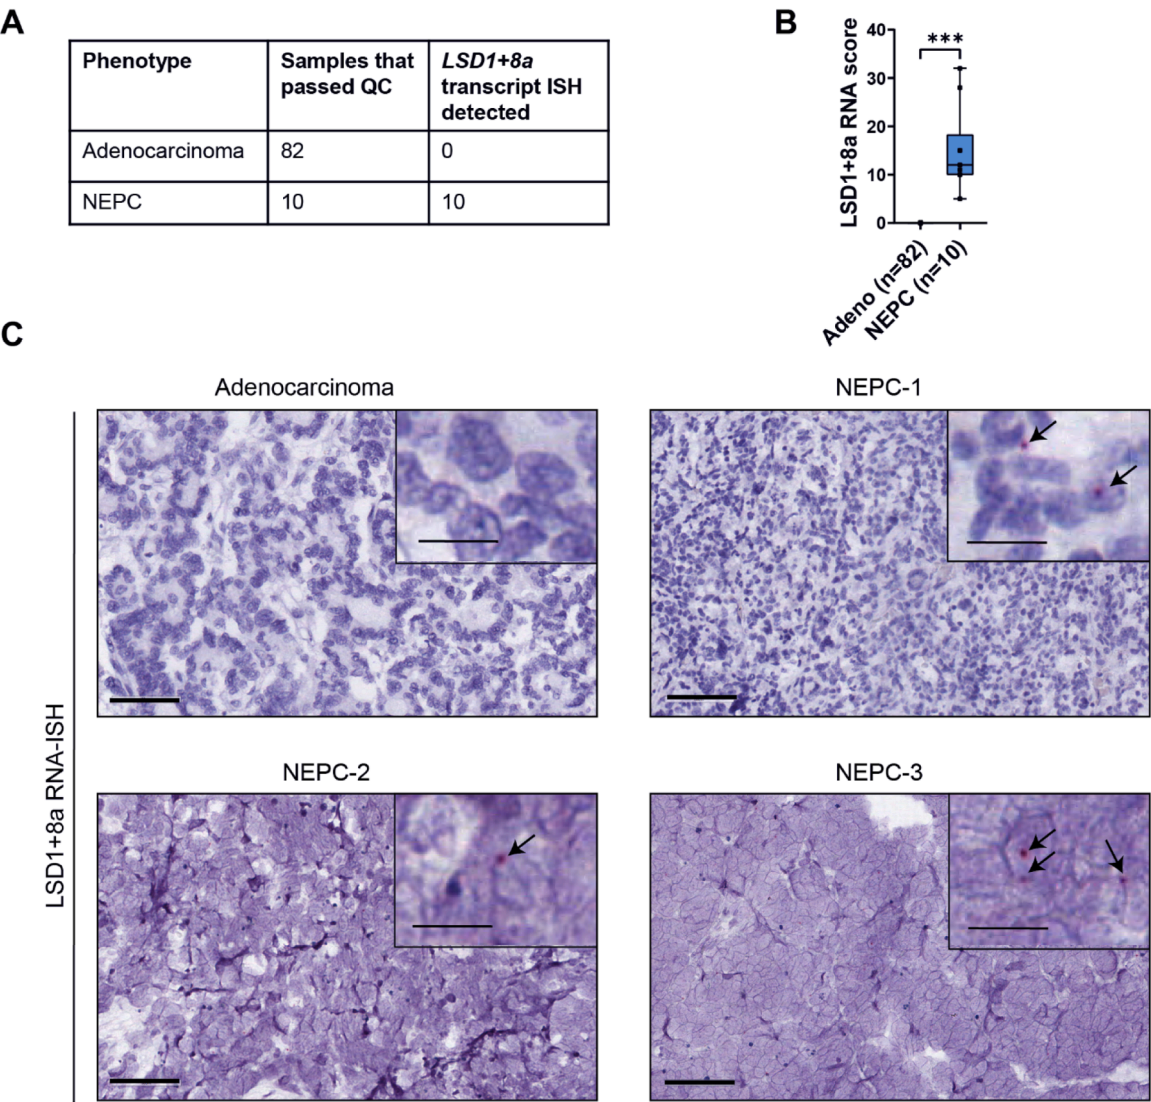 A
Phenotype
Samples that
passed QC
LSD1+8a
transcript ISH
detected
Adenocarcinoma
82
0
NEPC
10
10
B
LSD1+8a RNA score
40
30
20
10
0
***
Adeno (n=82)
NEPC (n=10)
C
LSD1+8a RNA-ISH
Adenocarcinoma
NEPC-1
NEPC-2
NEPC-3